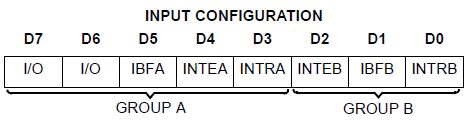 INPUT CONFIGURATION
D7 D6 D5 D4 D3 D2 D1 D0
I/O I/O IBFA INTEA INTRA INTEB IBFB INTRB
GROUP A GROUP B